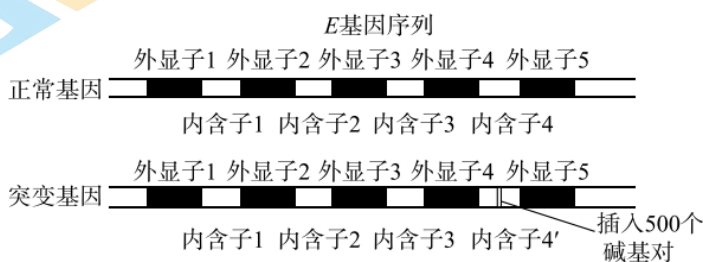 E基因序列
外显子1 外显子2 外显子3 外显子4 外显子5
正常基因
内含子1 内含子2 内含子3 内含子4
外显子1 外显子2 外显子3 外显子4 外显子5
突变基因
内含子1 内含子2 内含子3 内含子4′
插入500个
碱基对